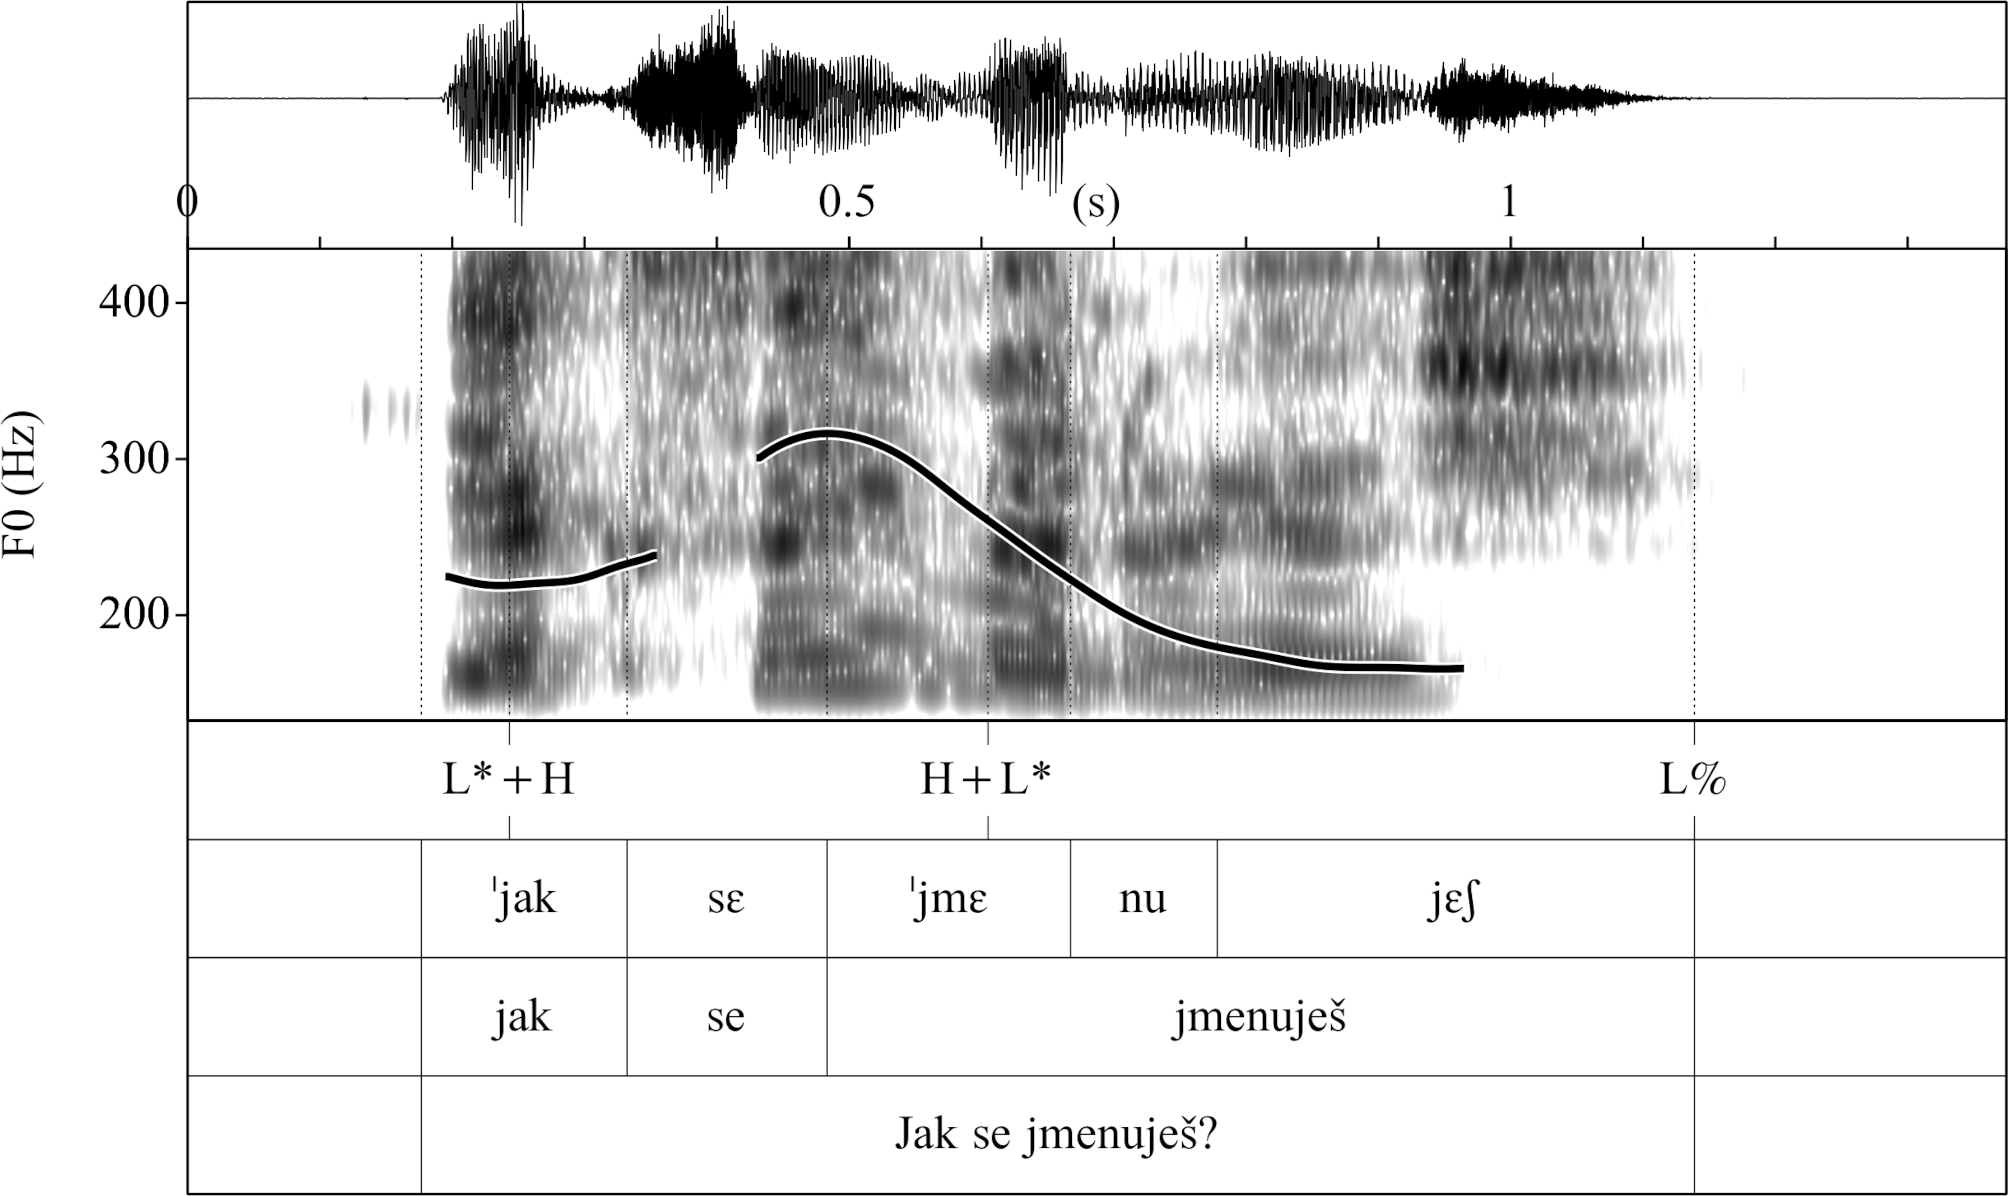 0 0.5 (s) 1
400
300
200
F0 (Hz)
L* + H H + L* L%
ˈjak sɛ ˈjmɛ nu jɛʃ
jak se jmenuješ
Jak se jmenuješ?